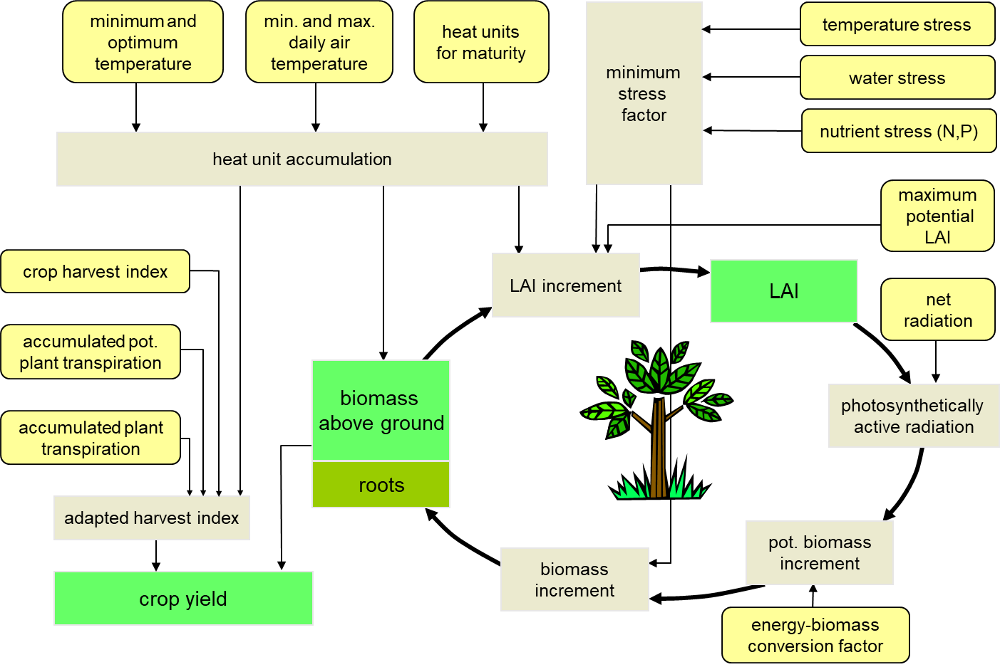 minimum and
optimum
temperature
min. and max.
daily air
temperature
heat units
for maturity
minimum
stress
factor
temperature stress
water stress
nutrient stress (N,P)
heat unit accumulation
maximum
potential
LAI
crop harvest index
LAI increment
LAI
net
radiation
accumulated pot.
plant transpiration
biomass
above ground
photosynthetically
active radiation
accumulated plant
transpiration
roots
adapted harvest index
pot. biomass
increment
biomass
increment
crop yield
energy-biomass
conversion factor